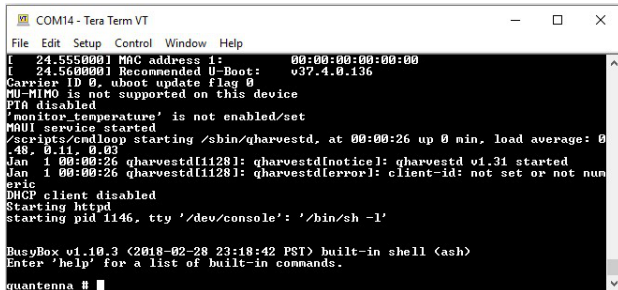 COM14 - Tera Term VT
File Edit Setup Control Window Help
[   24.555000] MAC address 1:          00:00:00:00:00:00
[   24.560000] Recommended U-Boot:     v37.4.0.136
Carrier ID 0, uboot update flag 0
MU-MIMO is not supported on this device
PTA disabled
'monitor_temperature' is not enabled/set
MAUI service started
/scripts/cmdloop starting /sbin/qharvestd, at 00:00:26 up 0 min, load average: 0
.48, 0.11, 0.03
Jan  1 00:00:26 qharvestd[1128]: qharvestd[notice]: qharvestd v1.31 started
Jan  1 00:00:26 qharvestd[1128]: qharvestd[error]: client-id: not set or not num
eric
DHCP client disabled
Starting httpd
starting pid 1146, tty '/dev/console': '/bin/sh -l'
BusyBox v1.10.3 (2018-02-28 23:18:42 PST) built-in shell (ash)
Enter 'help' for a list of built-in commands.
quantenna #